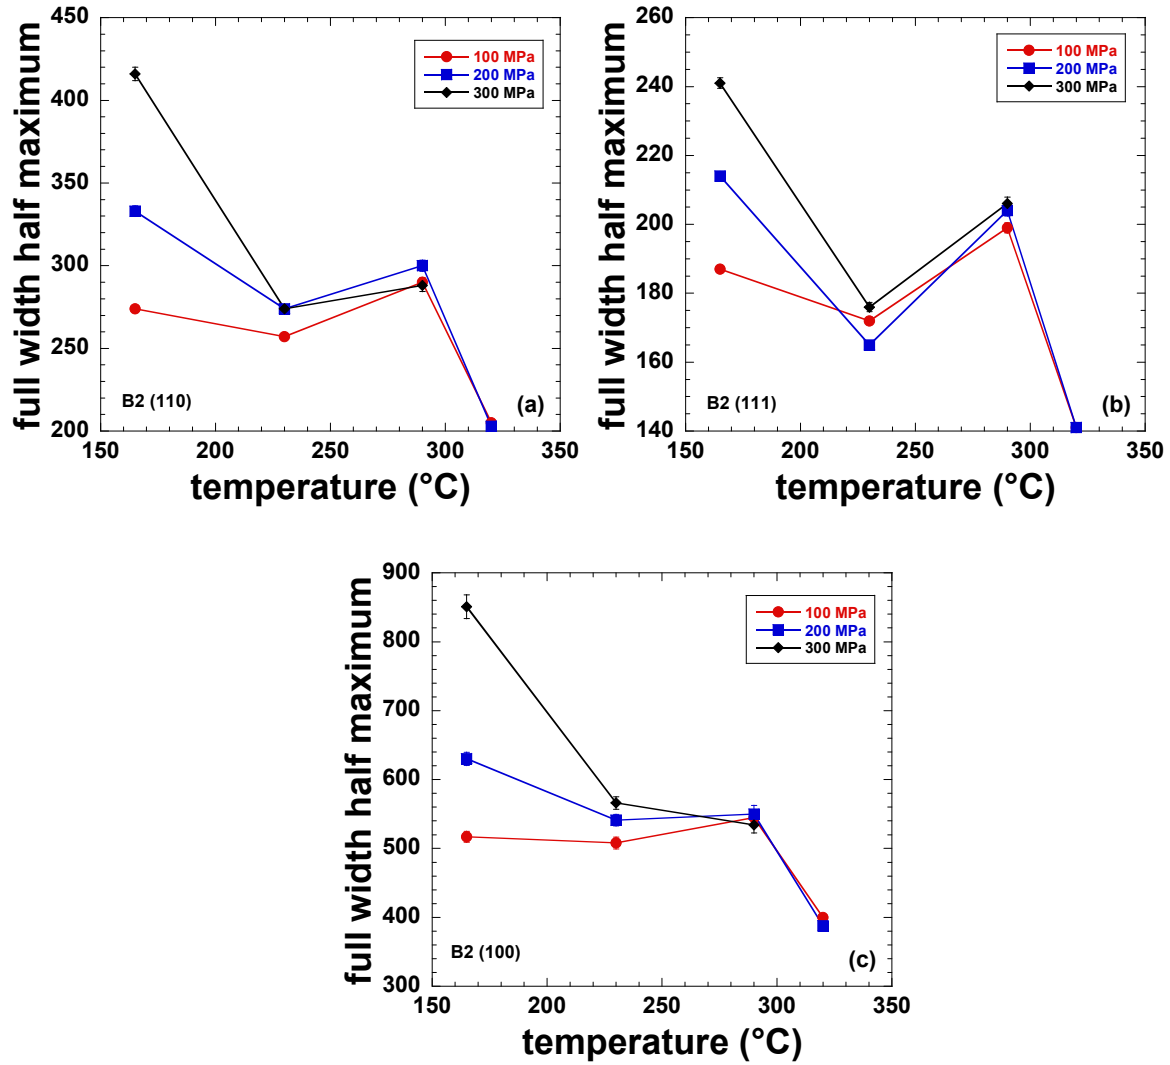 full width half maximum
450
400
350
300
250
200
100 MPa
200 MPa
300 MPa
B2 (110)
(a)
150 200 250 300 350
temperature (°C)
full width half maximum
260
240
220
200
180
160
140
100 MPa
200 MPa
300 MPa
B2 (111)
(b)
150 200 250 300 350
temperature (°C)
full width half maximum
900
800
700
600
500
400
300
100 MPa
200 MPa
300 MPa
B2 (100)
(c)
150 200 250 300 350
temperature (°C)